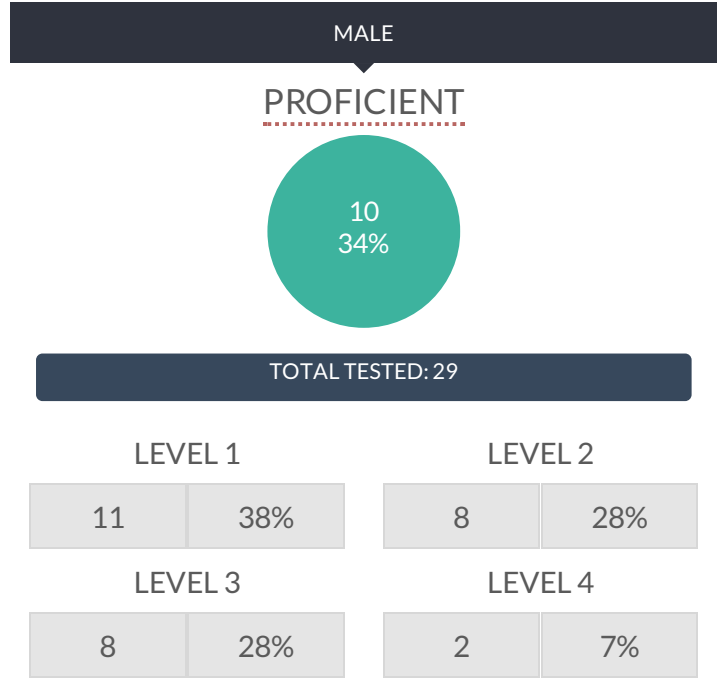 MALE
PROFICIENT
10
34%
TOTAL TESTED: 29
LEVEL 1
11 38%
LEVEL 2
8 28%
LEVEL 3
8 28%
LEVEL 4
2 7%